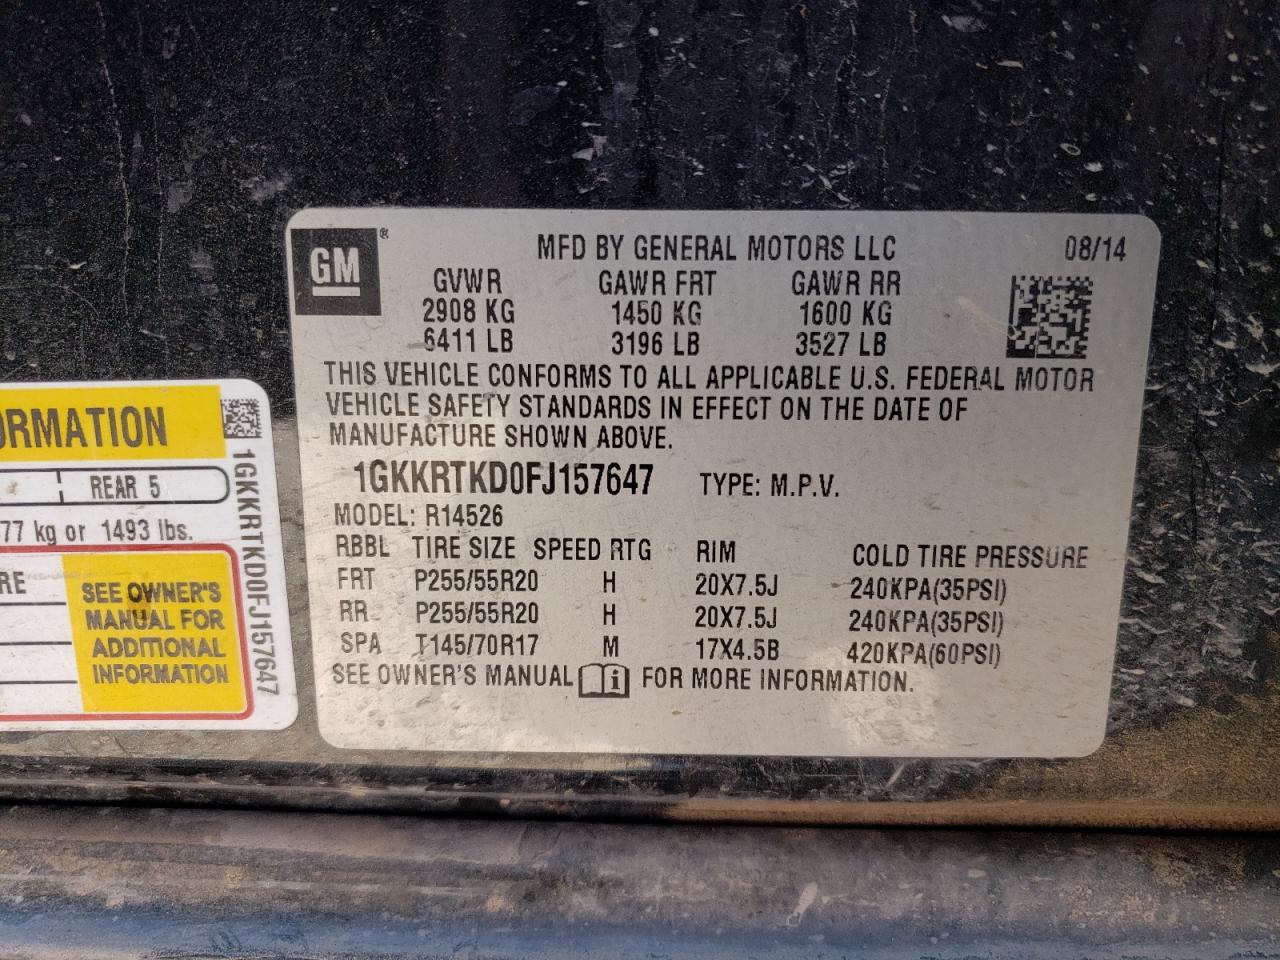 GM ®
MFD BY GENERAL MOTORS LLC 08/14
GVWR GAWR FRT GAWR RR
2908 KG 1450 KG 1600 KG
6411 LB 3196 LB 3527 LB
THIS VEHICLE CONFORMS TO ALL APPLICABLE U.S. FEDERAL MOTOR
VEHICLE SAFETY STANDARDS IN EFFECT ON THE DATE OF
MANUFACTURE SHOWN ABOVE.
1GKKRTKD0FJ157647 TYPE: M.P.V.
MODEL: R14526
RBBL TIRE SIZE SPEED RTG RIM COLD TIRE PRESSURE
FRT P255/55R20 H 20X7.5J 240KPA(35PSI)
RR P255/55R20 H 20X7.5J 240KPA(35PSI)
SPA T145/70R17 M 17X4.5B 420KPA(60PSI)
SEE OWNER'S MANUAL i FOR MORE INFORMATION.
ORMATION
REAR 5
77 kg or 1493 lbs.
RE
SEE OWNER'S
MANUAL FOR
ADDITIONAL
INFORMATION
1GKKRTKD0FJ157647